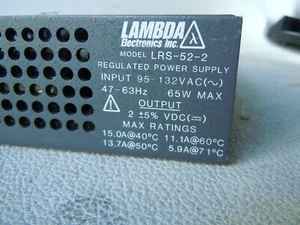 LAMBDA
Electronics Inc.
MODEL LRS-52-2
REGULATED POWER SUPPLY
INPUT 95-132VAC(~)
47-63Hz 65W MAX
OUTPUT
2 ±5% VDC(⎓)
MAX RATINGS
15.0A@40°C 11.1A@60°C
13.7A@50°C 5.9A@71°C